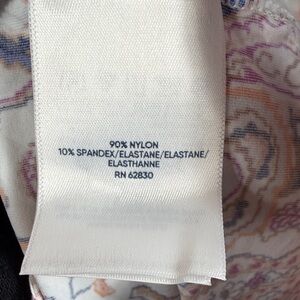 90% NYLON
10% SPANDEX/ELASTANE/ELASTANE/
ELASTHANNE
RN 62830